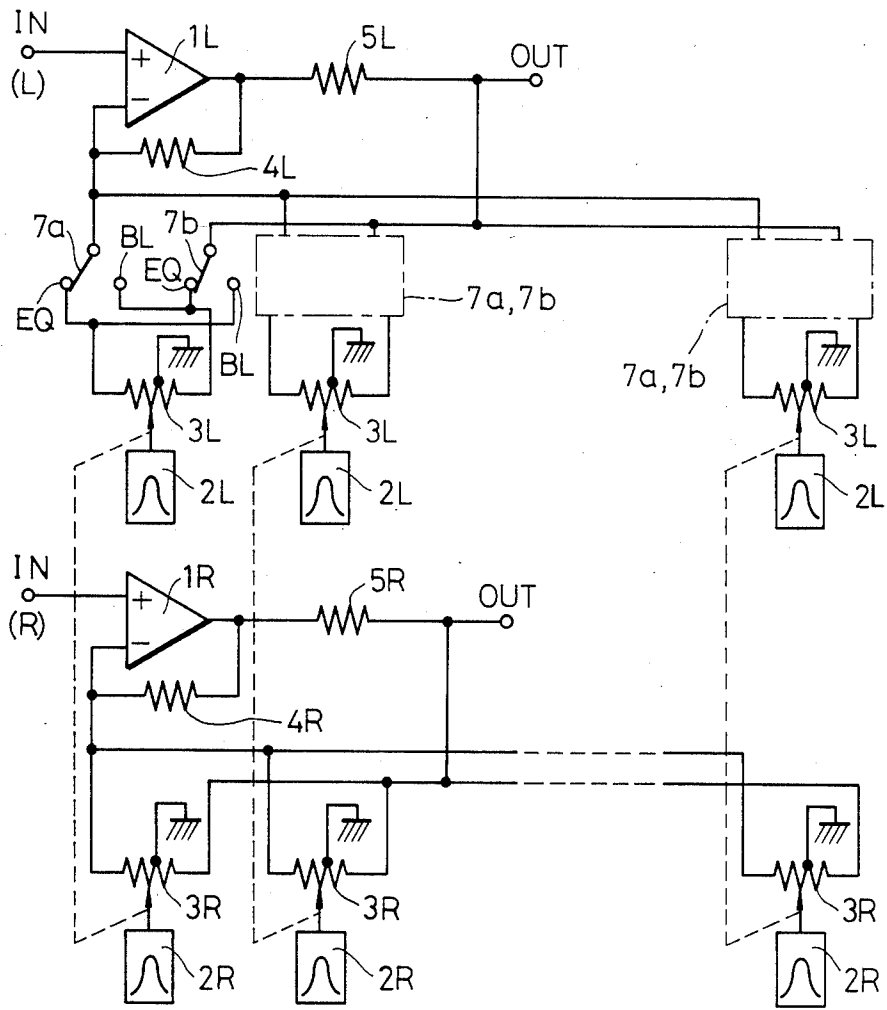 IN
(L)
+
−
1L
5L
OUT
4L
7a
BL
7b
EQ
EQ
BL
7a,7b
7a,7b
3L
3L
3L
2L
2L
2L
IN
(R)
+
−
1R
5R
OUT
4R
3R
3R
3R
2R
2R
2R